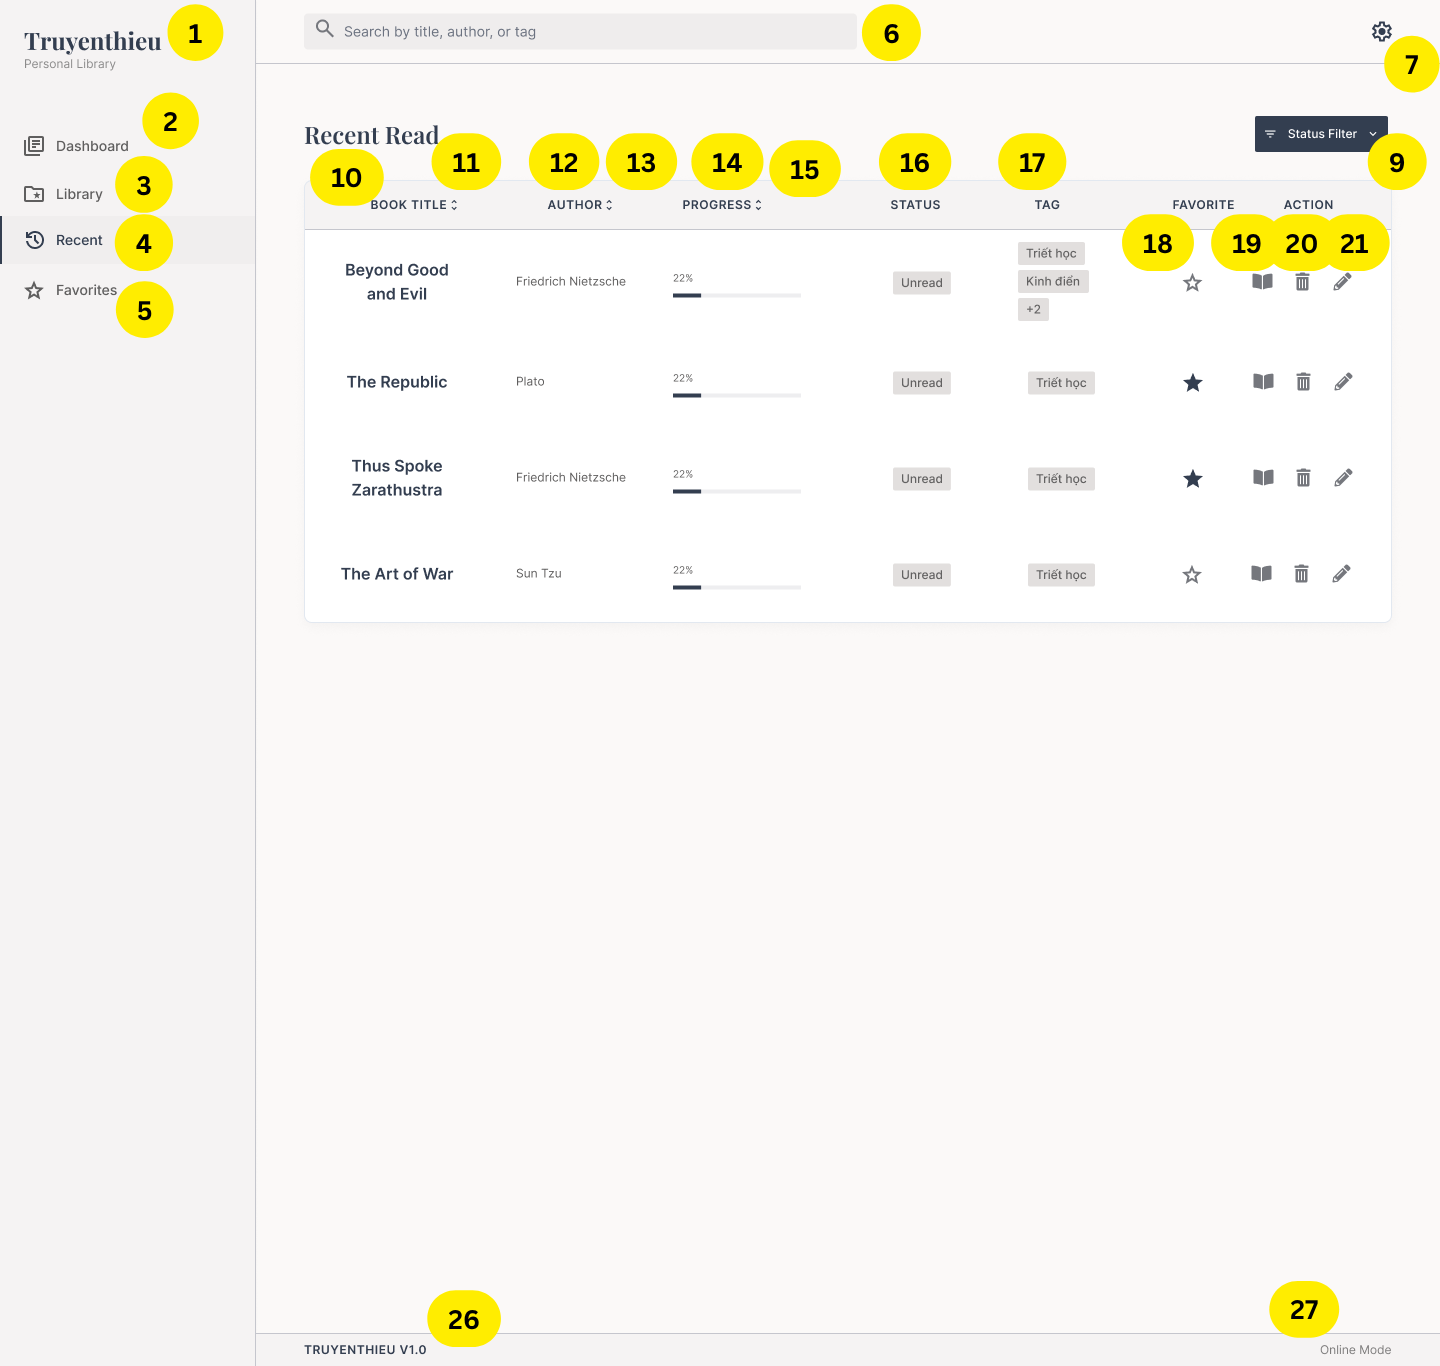 Truyenthieu
1
Personal Library
2
Dashboard
3
Library
4
Recent
5
Favorites
Search by title, author, or tag
6
7
Recent Read
Status Filter
9
10
11
12
13
14
15
16
17
BOOK TITLE
AUTHOR
PROGRESS
STATUS
TAG
FAVORITE
ACTION
18
19
20
21
Beyond Good
and Evil
Friedrich Nietzsche
22%
Unread
Triết học
Kinh điển
+2
The Republic
Plato
22%
Unread
Triết học
Thus Spoke
Zarathustra
Friedrich Nietzsche
22%
Unread
Triết học
The Art of War
Sun Tzu
22%
Unread
Triết học
26
27
TRUYENTHIEU V1.0
Online Mode